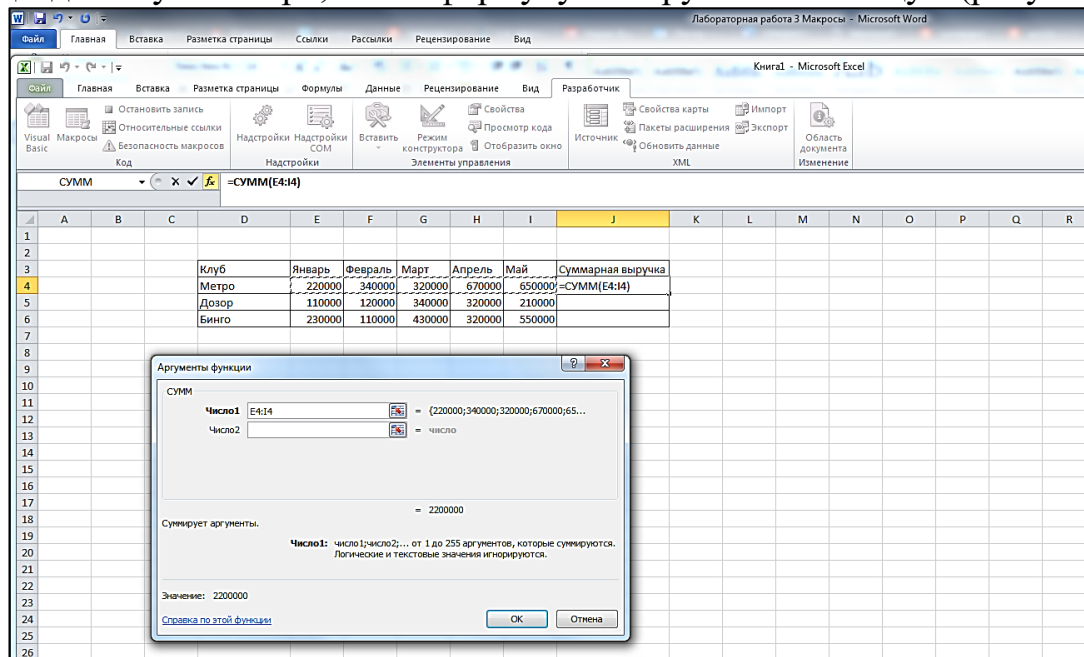 Лабораторная работа 3 Макросы - Microsoft Word
Файл Главная Вставка Разметка страницы Ссылки Рассылки Рецензирование Вид
Книга1 - Microsoft Excel
Файл Главная Вставка Разметка страницы Формулы Данные Рецензирование Вид Разработчик
Visual Basic
Макросы
Остановить запись
Относительные ссылки
Безопасность макросов
Код
Надстройки
Надстройки COM
Надстройки
Вставить
Режим конструктора
Свойства
Просмотр кода
Отобразить окно
Элементы управления
Источник
Свойства карты
Пакеты расширения
Обновить данные
Импорт
Экспорт
XML
Область документа
Изменение
СУММ fx =СУММ(E4:I4)
A B C D E F G H I J K L M N O P Q R
1
2
3 Клуб Январь Февраль Март Апрель Май Суммарная выручка
4 Метро 220000 340000 320000 670000 650000 =СУММ(E4:I4)
5 Дозор 110000 120000 340000 320000 210000
6 Бинго 230000 110000 430000 320000 550000
7
8
9
10
11
12
13
14
15
16
17
18
19
20
21
22
23
24
25
26
Аргументы функции
СУММ
Число1 E4:I4 = {220000;340000;320000;670000;65...
Число2 = число
= 2200000
Суммирует аргументы.
Число1: число1;число2;... от 1 до 255 аргументов, которые суммируются.
Логические и текстовые значения игнорируются.
Значение: 2200000
Справка по этой функции ОК Отмена